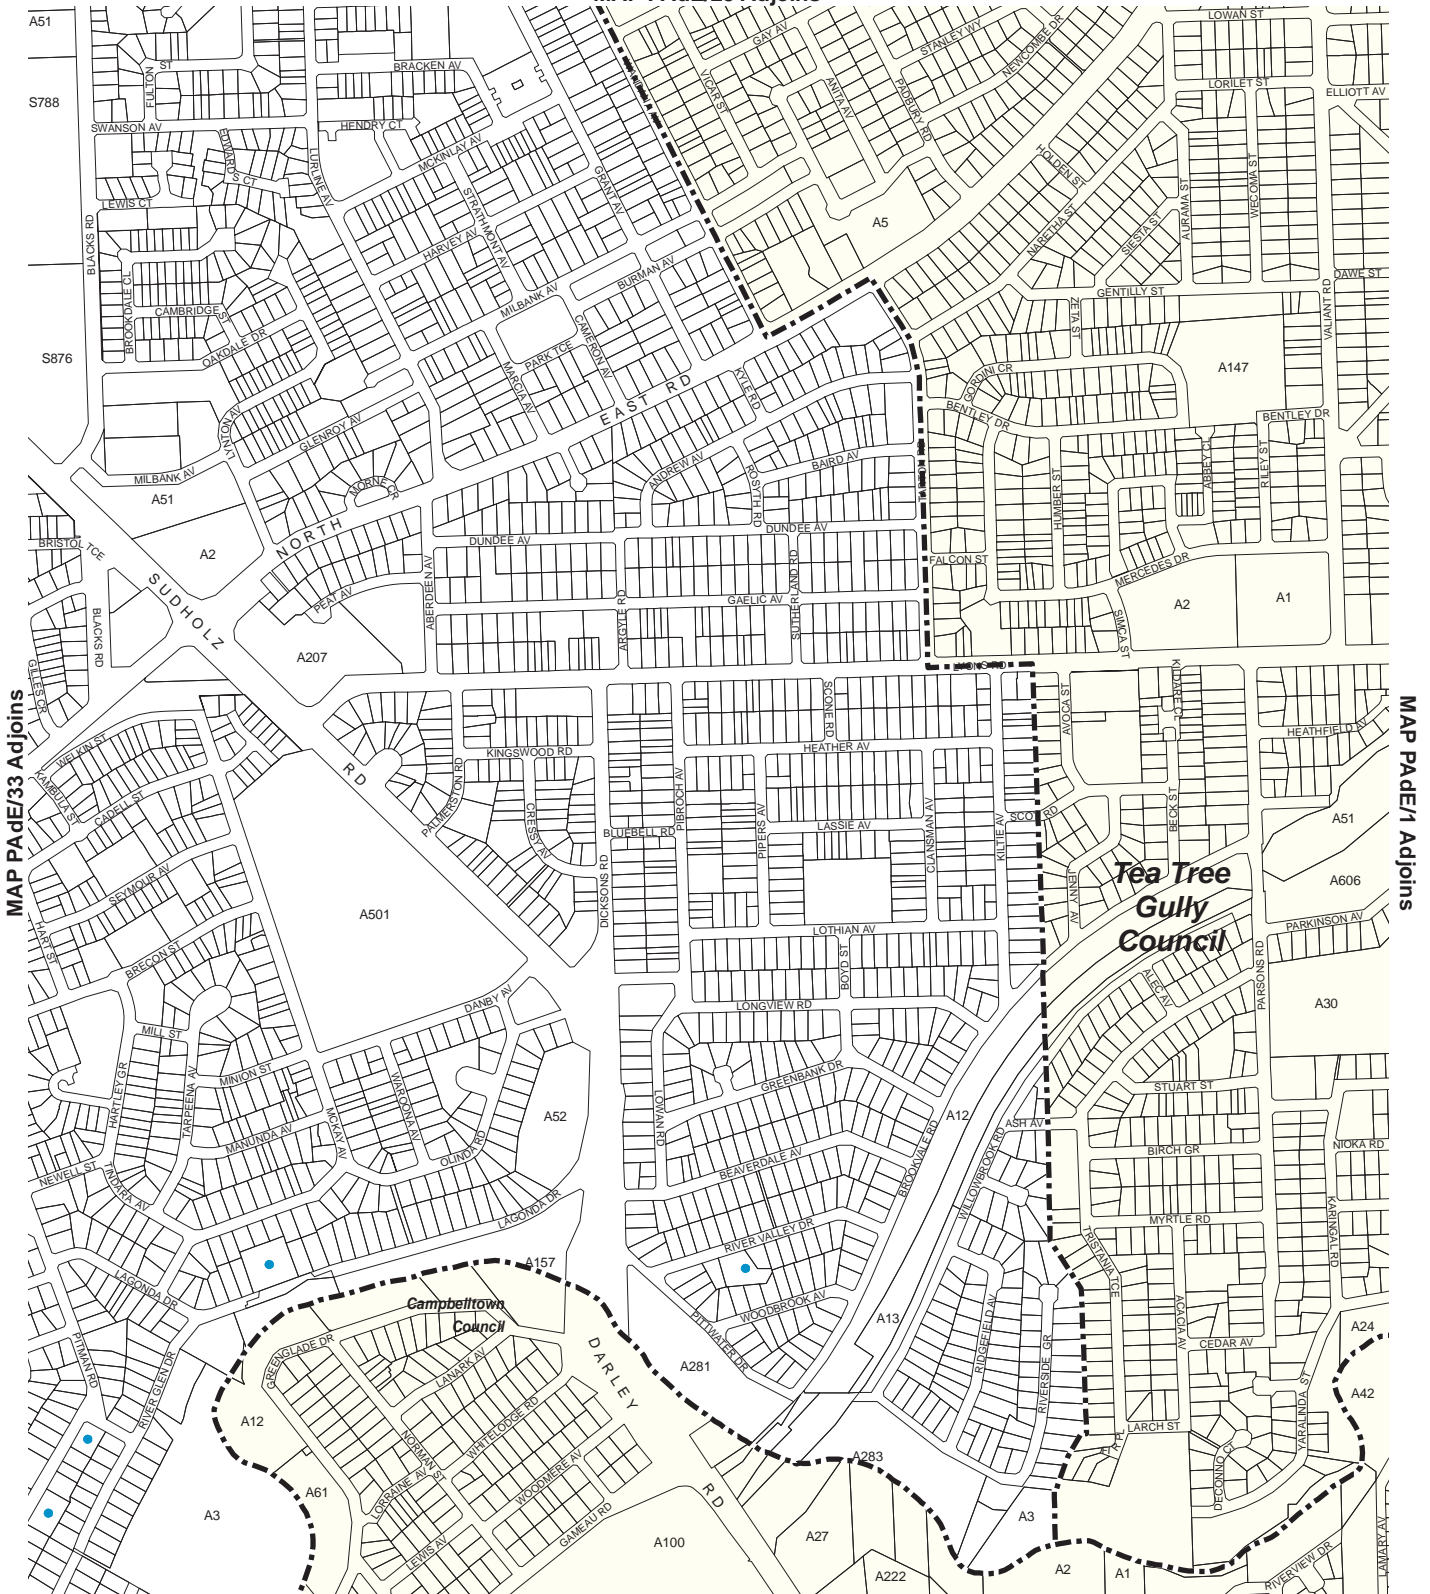 A51
GAY AV
STANLEY WY
NEWCOMBE DR
LOWAN ST
ST
FULTON
BRACKEN AV
VICAR ST
ANITA AV
PADBURY RD
LORILET ST
ELLIOTT AV
S788
SWANSON AV
HENDRY CT
EDWARD
S CT
LURLINE AV
MCKINLAY AV
GRANT AV
HOLDEN ST
AURAMA ST
WECOMA ST
LEWIS CT
STRATHMONT AV
A5
NARETHA ST
SIESTA ST
BLACKS RD
HARVEY AV
BURMAN AV
DAWE ST
BROOKDALE CL
MILBANK AV
GENTILLY ST
ZETA ST
VALIANT RD
CAMBRIDGE
ST
CAMERON AV
OAKDALE DR
PARK TCE
S876
MARCIA AV
KYLE RD
GORDINI CR
A147
EAST RD
BENTLEY DR
BENTLEY DR
LYNTON AV
GLENROY AV
ANDREW AV
ROSYTH RD
BAIRD AV
HUMBER ST
ABBEY CL
RILEY ST
MILBANK AV
MORNE CR
A51
NORTH
DUNDEE AV
DUNDEE AV
BRISTOL TCE
A2
FALCON ST
MERCEDES DR
SUDHOLZ
PEAT AV
ABERDEEN AV
ARGYLE RD
GAELIC AV
SUTHERLAND RD
A2
A1
BLACKS RD
SIMCA ST
GILLES CR
A207
LYONS RD
MAP PAdE/33 Adjoins
MAP PAdE/1 Adjoins
SCONE RD
AVOCA ST
KILDARE CL
HEATHFIELD AV
WELKIN ST
KINGSWOOD RD
HEATHER AV
RD
KAMBULA ST
CADELL ST
PALMERSTON RD
CRESSY AV
PIBROCH AV
BLUEBELL RD
PIPERS AV
LASSIE AV
CLANSMAN AV
KILTIE AV
SCOT RD
BECK ST
A51
SEYMOUR AV
DICKSONS RD
JENNY AV
Tea Tree
Gully
Council
A606
A501
HART ST
LOTHIAN AV
PARKINSON AV
BRECON ST
BOYD ST
PARSONS RD
ALEC AV
DANBY AV
LONGVIEW RD
A30
MILL ST
MINION ST
HARTLEY GR
TAREENA AV
WAROONA AV
GREENBANK DR
STUART ST
LOWAN RD
A52
A12
ASH AV
MCKAY AV
MANUNDA AV
OLINDA RD
BEAVERDALE AV
BROOKVALE RD
WILLOWBROOK RD
BIRCH GR
NIOKA RD
NEWELL ST
TINDARA AV
LAGONDA DR
RIVER VALLEY DR
MYRTLE RD
KARINGAL RD
TRISTANIA TCE
A157
LAGONDA DR
Campbelltown
Council
WOODBROOK AV
PITTWATER DR
A13
RIDGEFIELD AV
RIVERSIDE GR
ACACIA AV
A24
CEDAR AV
PITMAN RD
RIVER GLEN DR
GREENGLADE DR
LANARK AV
DARLEY
A281
A42
A12
NORMAN ST
WHITELODGE RD
LARCH ST
YARALINDA ST
A283
DECONNO CT
A61
LORRAINE AV
WOODMERE AV
RD
A3
GAMEAU RD
A100
A27
A3
LEWIS AV
A222
A2
A1
RIVERVIEW DR
LAMARY AV